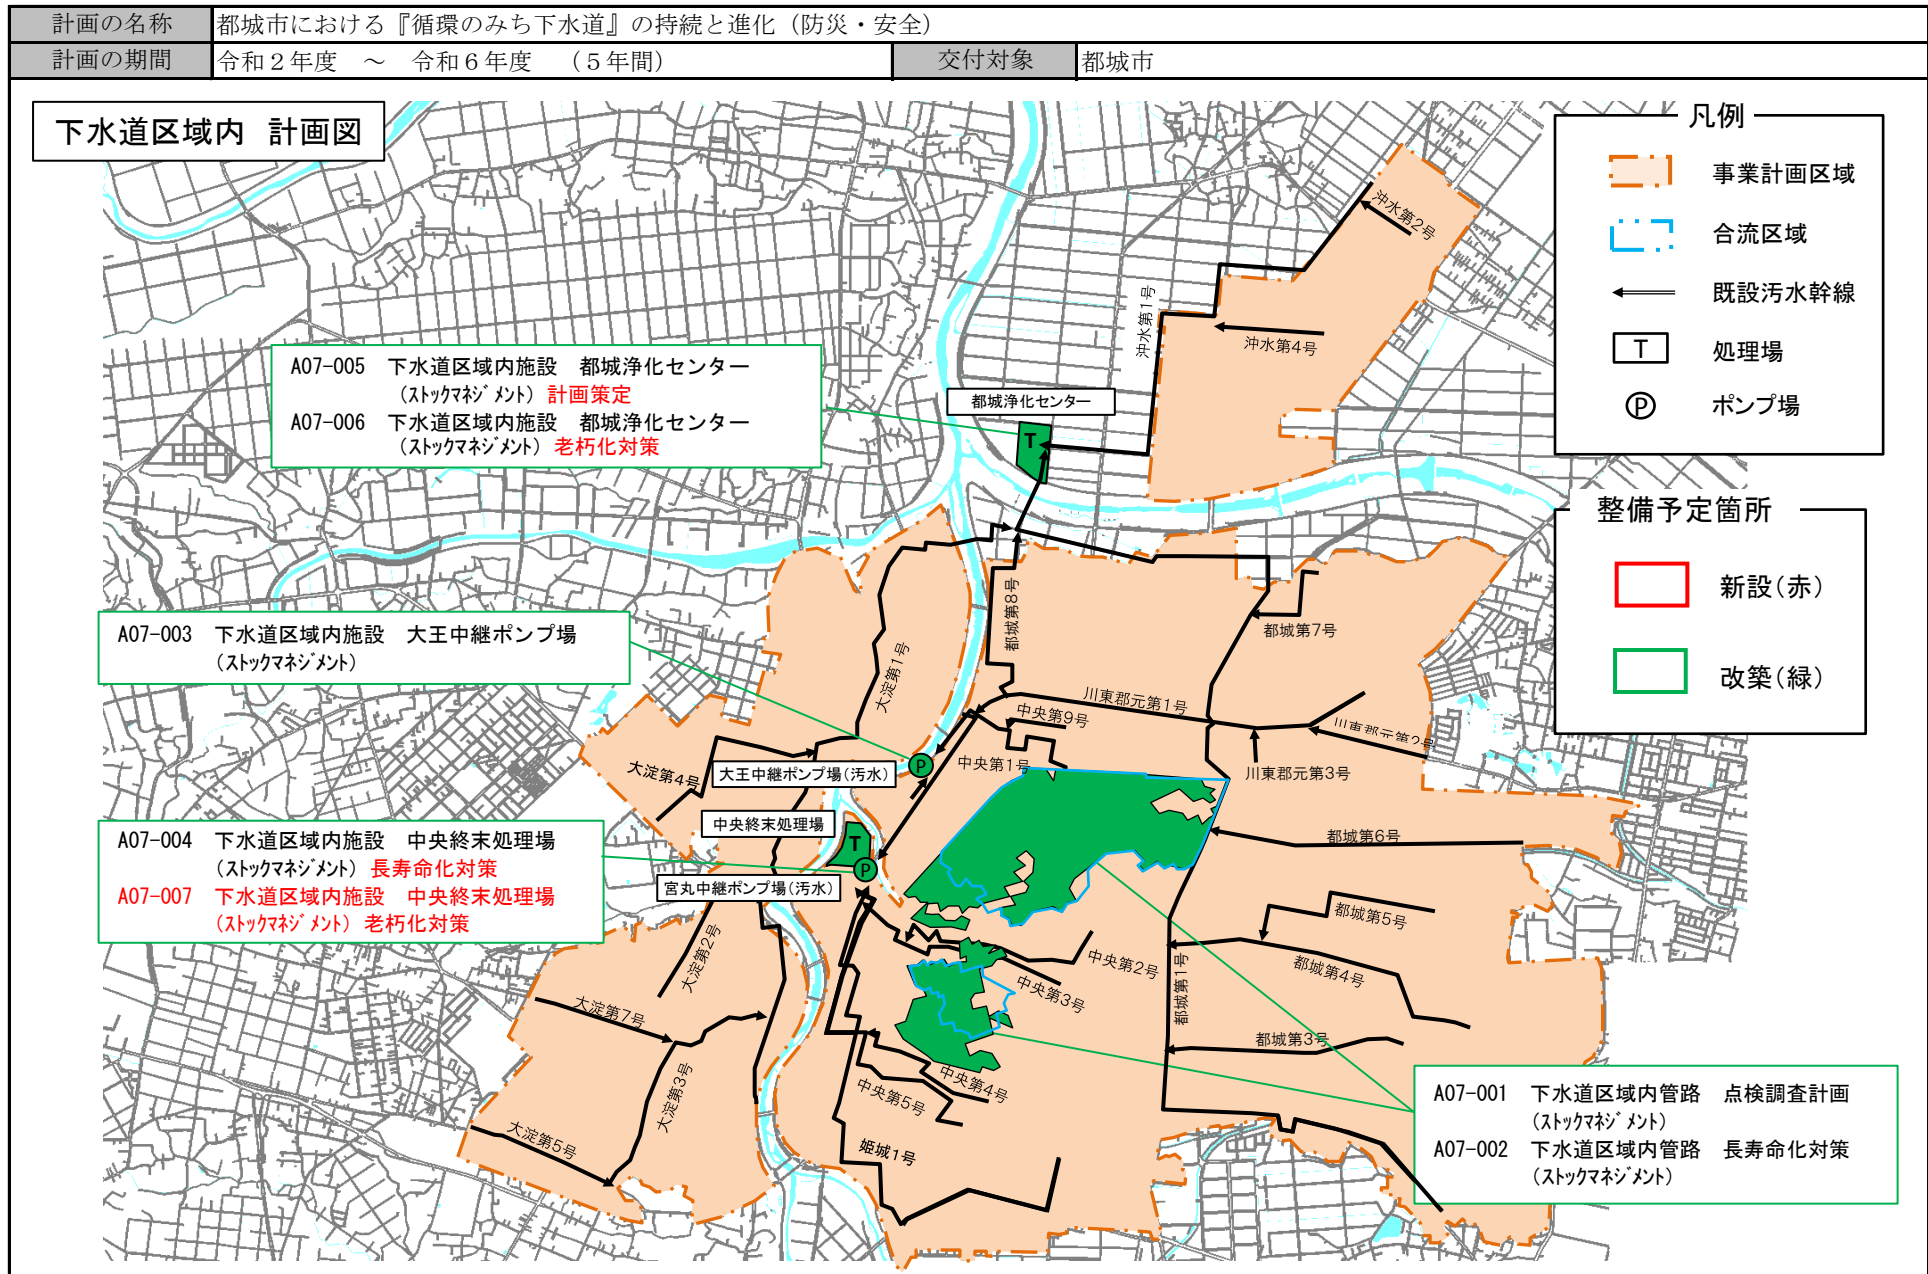 計画の名称 都城市における『循環のみち下水道』の持続と進化（防災・安全）
計画の期間 令和２年度 ～ 令和６年度 （５年間） 交付対象 都城市
下水道区域内 計画図
凡例
事業計画区域
合流区域
既設汚水幹線
T 処理場
P ポンプ場
整備予定箇所
新設(赤)
改築(緑)
A07-005 下水道区域内施設 都城浄化センター
(ストックマネジメント) 計画策定
A07-006 下水道区域内施設 都城浄化センター
(ストックマネジメント) 老朽化対策
都城浄化センター
T
沖水第2号
沖水第1号
沖水第4号
A07-003 下水道区域内施設 大王中継ポンプ場
(ストックマネジメント)
都城第8号
都城第7号
大淀第1号
川東郡元第1号
中央第9号
川東郡元第2号
川東郡元第3号
中央第1号
大淀第4号
大王中継ポンプ場(汚水)
P
中央終末処理場
T
P
宮丸中継ポンプ場(汚水)
A07-004 下水道区域内施設 中央終末処理場
(ストックマネジメント) 長寿命化対策
A07-007 下水道区域内施設 中央終末処理場
(ストックマネジメント) 老朽化対策
都城第6号
都城第5号
都城第4号
都城第1号
都城第3号
中央第2号
中央第3号
中央第4号
中央第5号
姫城1号
大淀第2号
大淀第7号
大淀第3号
大淀第5号
A07-001 下水道区域内管路 点検調査計画
(ストックマネジメント)
A07-002 下水道区域内管路 長寿命化対策
(ストックマネジメント)